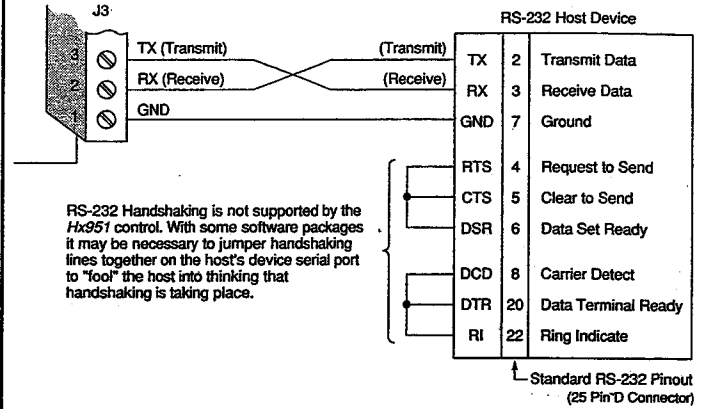 J3
RS-232 Host Device
3 TX (Transmit) (Transmit) TX 2 Transmit Data
2 RX (Receive) (Receive) RX 3 Receive Data
1 GND GND 7 Ground
RTS 4 Request to Send
CTS 5 Clear to Send
DSR 6 Data Set Ready
DCD 8 Carrier Detect
DTR 20 Data Terminal Ready
RI 22 Ring Indicate
RS-232 Handshaking is not supported by the
Hx951 control. With some software packages
it may be necessary to jumper handshaking
lines together on the host's device serial port
to "fool" the host into thinking that
handshaking is taking place.
Standard RS-232 Pinout
(25 Pin D Connector)